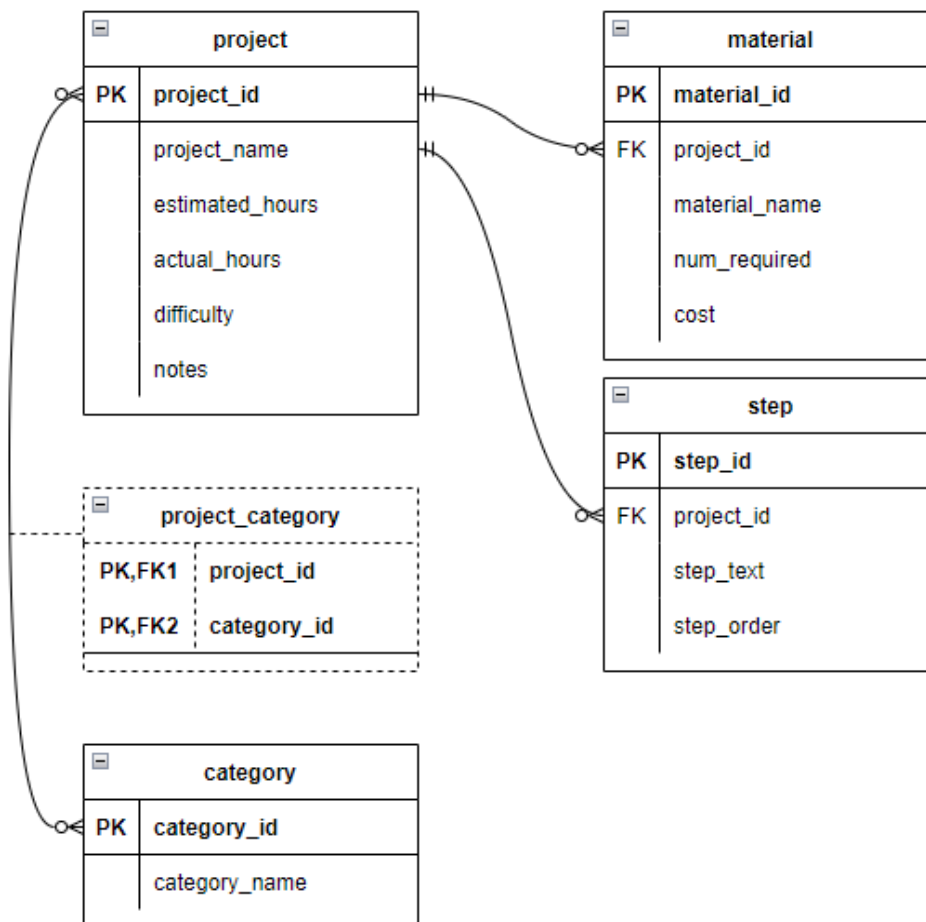 project
PK project_id
project_name
estimated_hours
actual_hours
difficulty
notes
material
PK material_id
FK project_id
material_name
num_required
cost
step
PK step_id
FK project_id
step_text
step_order
project_category
PK,FK1 project_id
PK,FK2 category_id
category
PK category_id
category_name